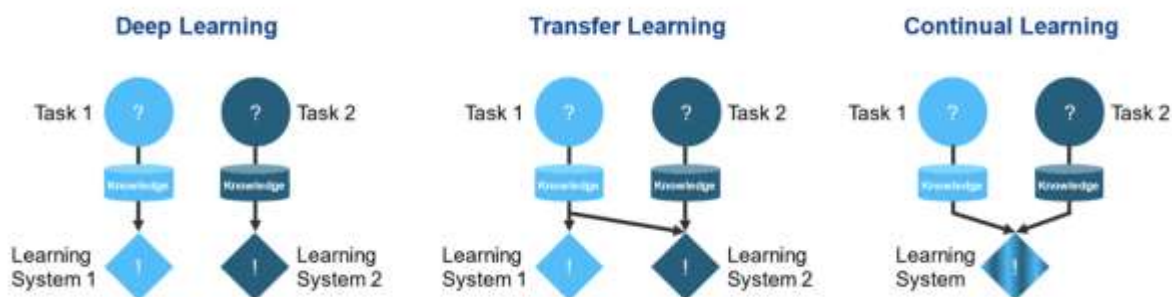 Deep Learning
Transfer Learning
Continual Learning
Task 1
?
?
Task 2
Task 1
?
?
Task 2
Task 1
?
?
Task 2
Knowledge
Knowledge
Knowledge
Knowledge
Knowledge
Knowledge
Learning
System 1
!
!
Learning
System 2
Learning
System 1
!
!
Learning
System 2
Learning
System
!